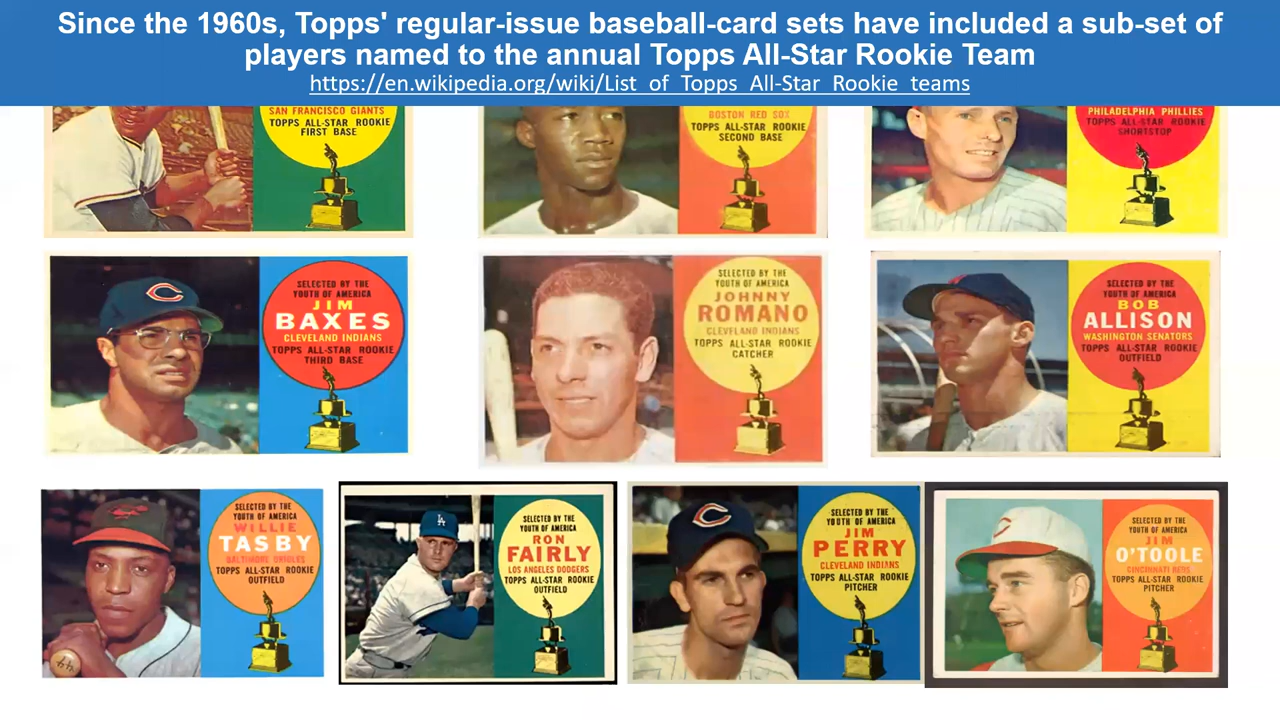 Since the 1960s, Topps' regular-issue baseball-card sets have included a sub-set of
players named to the annual Topps All-Star Rookie Team
https://en.wikipedia.org/wiki/List_of_Topps_All-Star_Rookie_teams
SAN FRANCISCO GIANTS
TOPPS ALL-STAR ROOKIE
FIRST BASE
BOSTON RED SOX
TOPPS ALL-STAR ROOKIE
SECOND BASE
PHILADELPHIA PHILLIES
TOPPS ALL-STAR ROOKIE
SHORTSTOP
SELECTED BY THE
YOUTH OF AMERICA
JIM
BAXES
CLEVELAND INDIANS
TOPPS ALL-STAR ROOKIE
THIRD BASE
SELECTED BY THE
YOUTH OF AMERICA
JOHNNY
ROMANO
CLEVELAND INDIANS
TOPPS ALL-STAR ROOKIE
CATCHER
SELECTED BY THE
YOUTH OF AMERICA
BOB
ALLISON
WASHINGTON SENATORS
TOPPS ALL-STAR ROOKIE
OUTFIELD
SELECTED BY THE
YOUTH OF AMERICA
WILLIE
TASBY
BALTIMORE ORIOLES
TOPPS ALL-STAR ROOKIE
OUTFIELD
SELECTED BY THE
YOUTH OF AMERICA
RON
FAIRLY
LOS ANGELES DODGERS
TOPPS ALL-STAR ROOKIE
OUTFIELD
SELECTED BY THE
YOUTH OF AMERICA
JIM
PERRY
CLEVELAND INDIANS
TOPPS ALL-STAR ROOKIE
PITCHER
SELECTED BY THE
YOUTH OF AMERICA
JIM
O'TOOLE
CINCINNATI REDS
TOPPS ALL-STAR ROOKIE
PITCHER